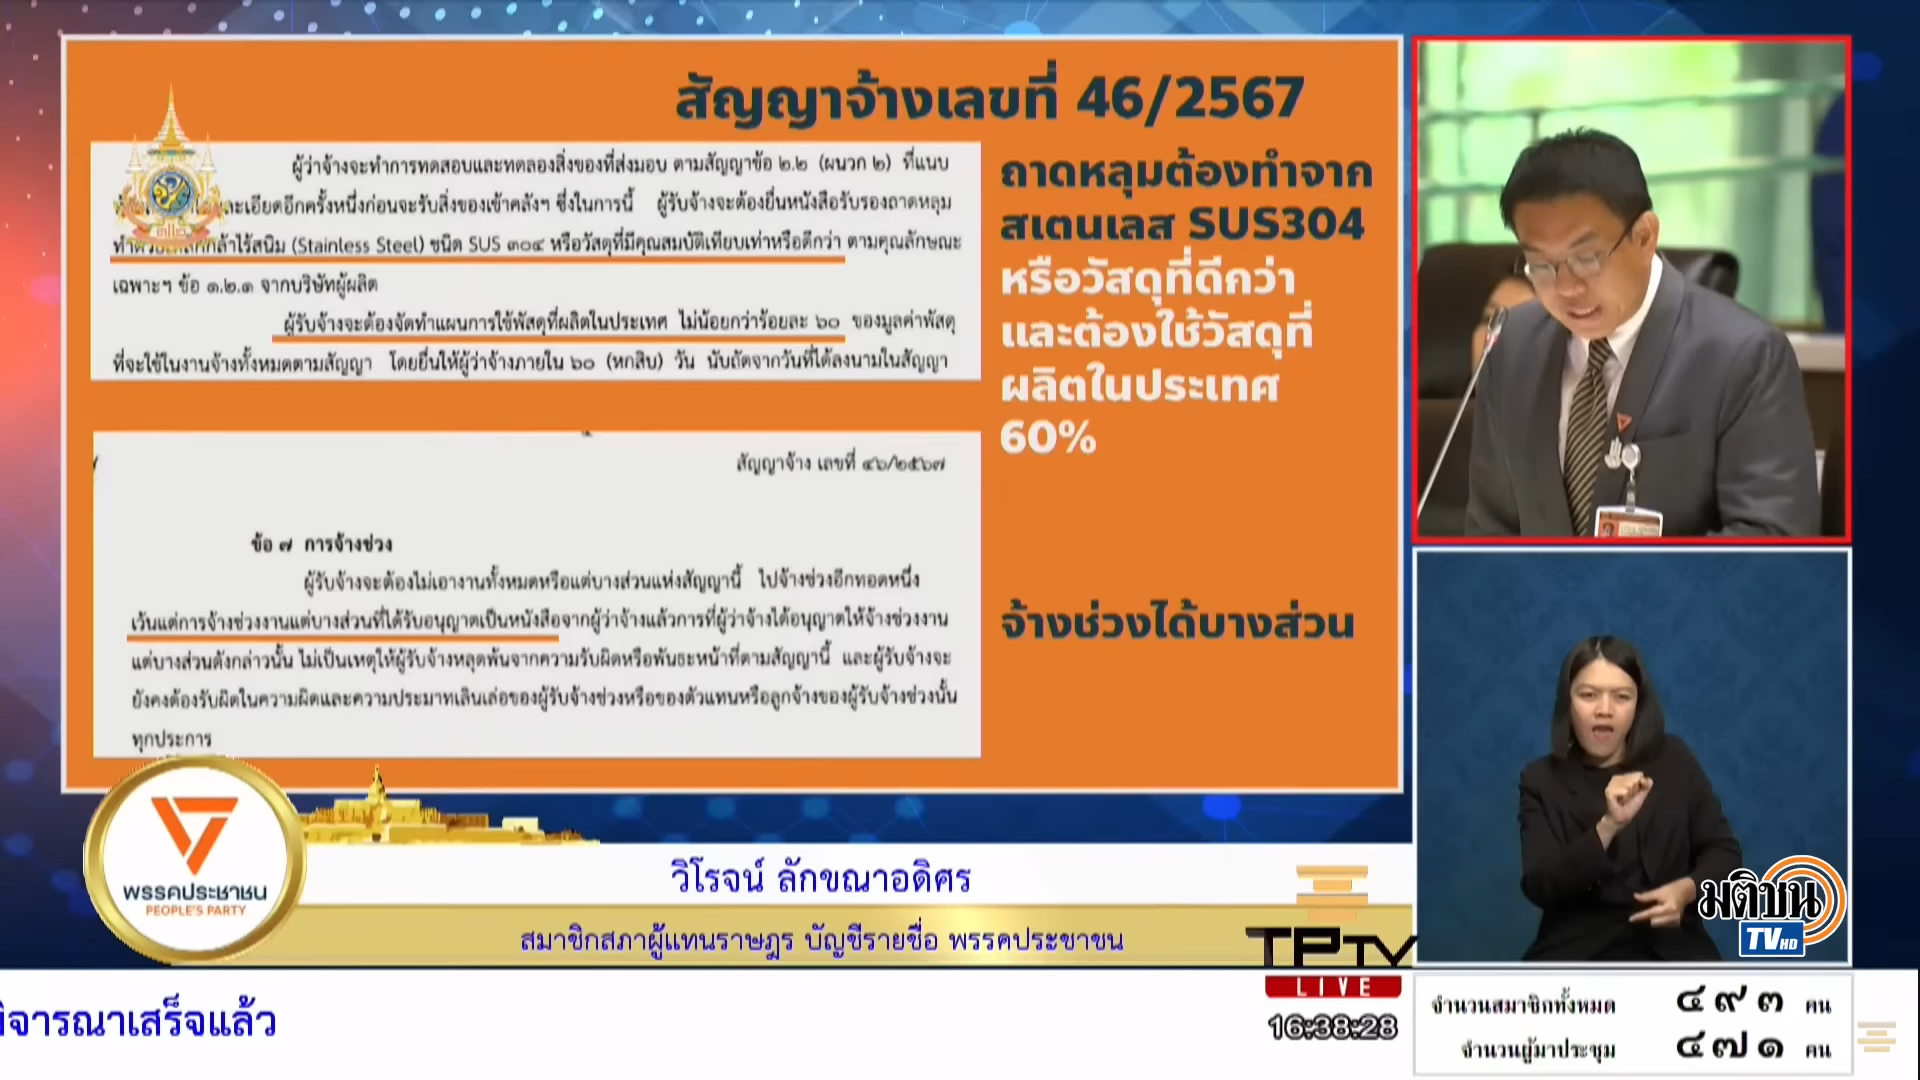 สัญญาจ้างเลขที่ 46/2567
ผู้ว่าจ้างจะทำการทดสอบและทดลองสิ่งของที่ส่งมอบ ตามสัญญาข้อ ๒.๒ (ผนวก ๒) ที่แนบ
ละเอียดอีกครั้งหนึ่งก่อนจะรับสิ่งของเข้าคลังฯ ซึ่งในการนี้ ผู้รับจ้างจะต้องยื่นหนังสือรับรองถาดหลุม
กล้าไร้สนิม (Stainless Steel) ชนิด SUS ๓๐๔ หรือวัสดุที่มีคุณสมบัติเทียบเท่าหรือดีกว่า ตามคุณลักษณะ
เฉพาะฯ ข้อ ๑.๒.๑ จากบริษัทผู้ผลิต
ผู้รับจ้างจะต้องจัดทำแผนการใช้พัสดุที่ผลิตในประเทศ ไม่น้อยกว่าร้อยละ ๖๐ ของมูลค่าพัสดุ
ที่จะใช้ในงานจ้างทั้งหมดตามสัญญา โดยยื่นให้ผู้ว่าจ้างภายใน ๖๐ (หกสิบ) วัน นับถัดจากวันที่ได้ลงนามในสัญญา
ถาดหลุมต้องทำจาก
สเตนเลส SUS304
หรือวัสดุที่ดีกว่า
และต้องใช้วัสดุที่
ผลิตในประเทศ
60%
สัญญาจ้าง เลขที่ ๔๖/๒๕๖๗
ข้อ ๗ การจ้างช่วง
ผู้รับจ้างจะต้องไม่เอางานทั้งหมดหรือแต่บางส่วนแห่งสัญญานี้ ไปจ้างช่วงอีกทอดหนึ่ง
เว้นแต่การจ้างช่วงงานแต่บางส่วนที่ได้รับอนุญาตเป็นหนังสือจากผู้ว่าจ้างแล้วการที่ผู้ว่าจ้างได้อนุญาตให้จ้างช่วงงาน
แต่บางส่วนดังกล่าวนั้น ไม่เป็นเหตุให้ผู้รับจ้างหลุดพ้นจากความรับผิดหรือพันธะหน้าที่ตามสัญญานี้ และผู้รับจ้างจะ
ยังคงต้องรับผิดในความผิดและความประมาทเลินเล่อของผู้รับจ้างช่วงหรือของตัวแทนหรือลูกจ้างของผู้รับจ้างช่วงนั้น
ทุกประการ
จ้างช่วงได้บางส่วน
พรรคประชาชน
PEOPLE'S PARTY
วิโรจน์ ลักขณาอดิศร
สมาชิกสภาผู้แทนราษฎร บัญชีรายชื่อ พรรคประชาชน
TPTV
LIVE
16:38:28
มติชน
TV HD
พิจารณาเสร็จแล้ว
จำนวนสมาชิกทั้งหมด ๔๙๓ คน
จำนวนผู้มาประชุม ๔๗๑ คน